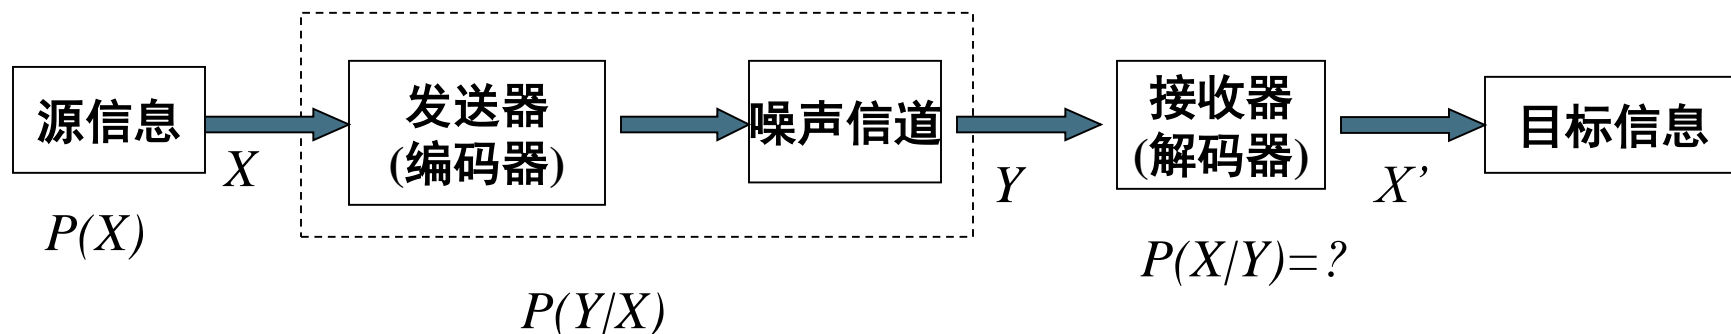 源信息
X
P(X)
发送器
(编码器)
噪声信道
P(Y/X)
Y
接收器
(解码器)
P(X/Y)=?
X’
目标信息